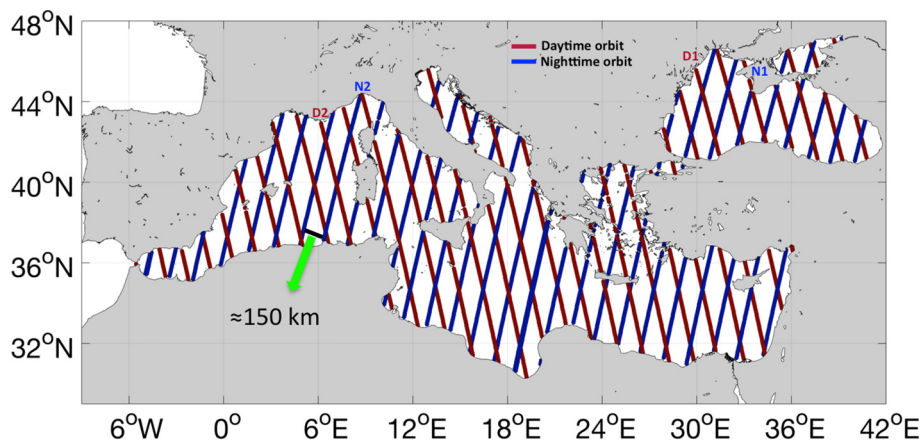 48°N
Daytime orbit
Nighttime orbit
D1
N1
44°N
N2
D2
40°N
36°N
≈150 km
32°N
6°W 0° 6°E 12°E 18°E 24°E 30°E 36°E 42°E